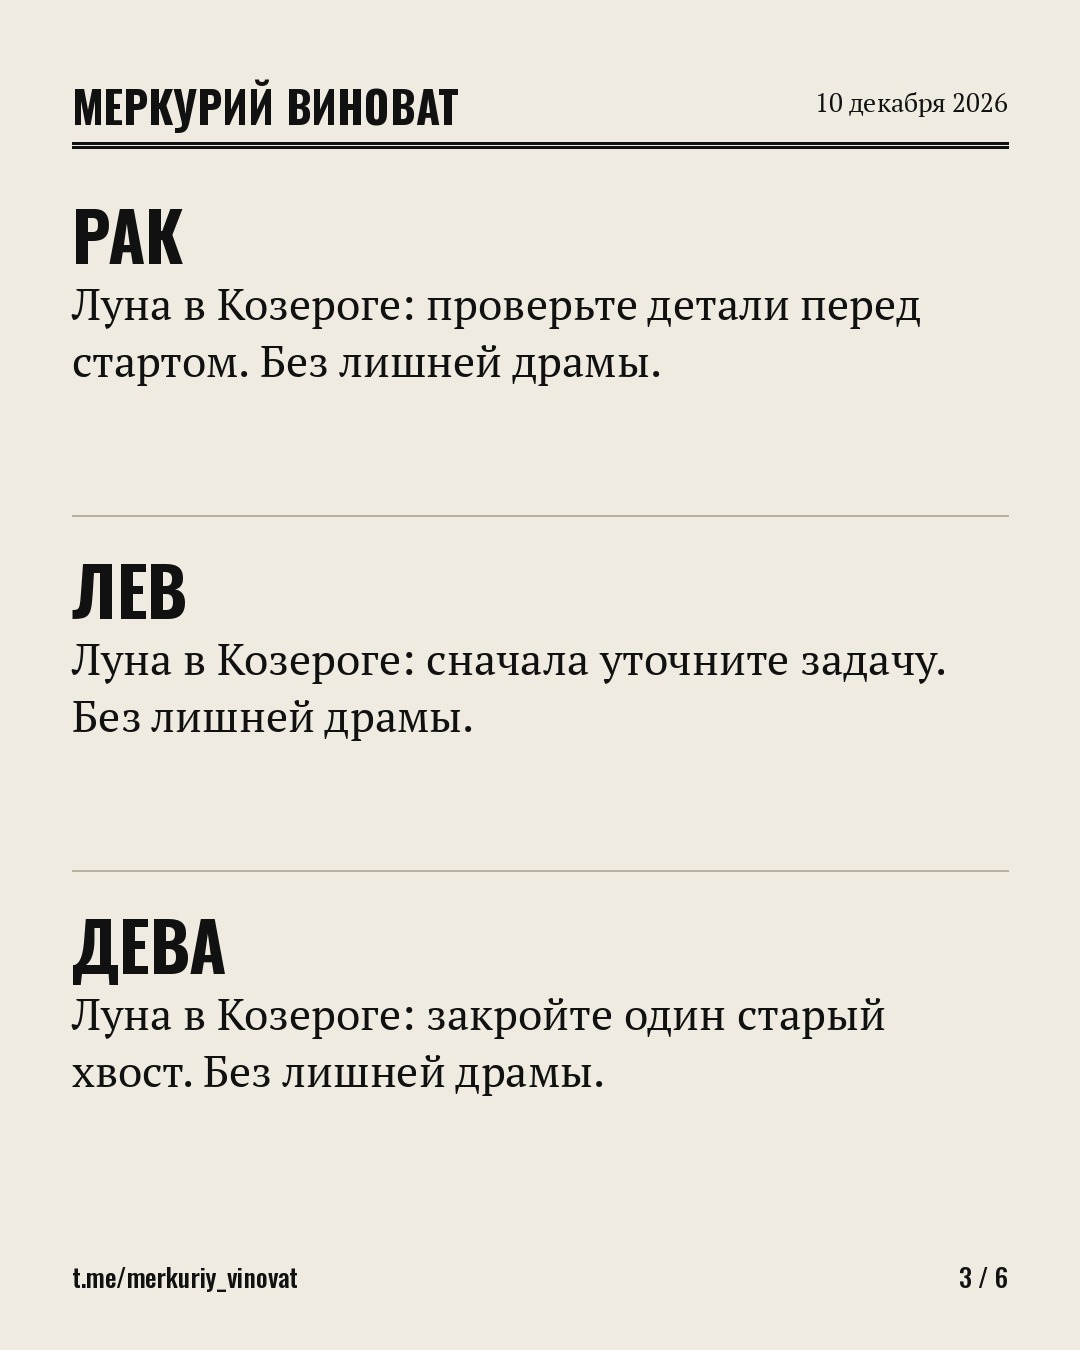 МЕРКУРИЙ ВИНОВАТ
10 декабря 2026
РАК
Луна в Козероге: проверьте детали перед
стартом. Без лишней драмы.
ЛЕВ
Луна в Козероге: сначала уточните задачу.
Без лишней драмы.
ДЕВА
Луна в Козероге: закройте один старый
хвост. Без лишней драмы.
t.me/merkuriy_vinovat
3 / 6